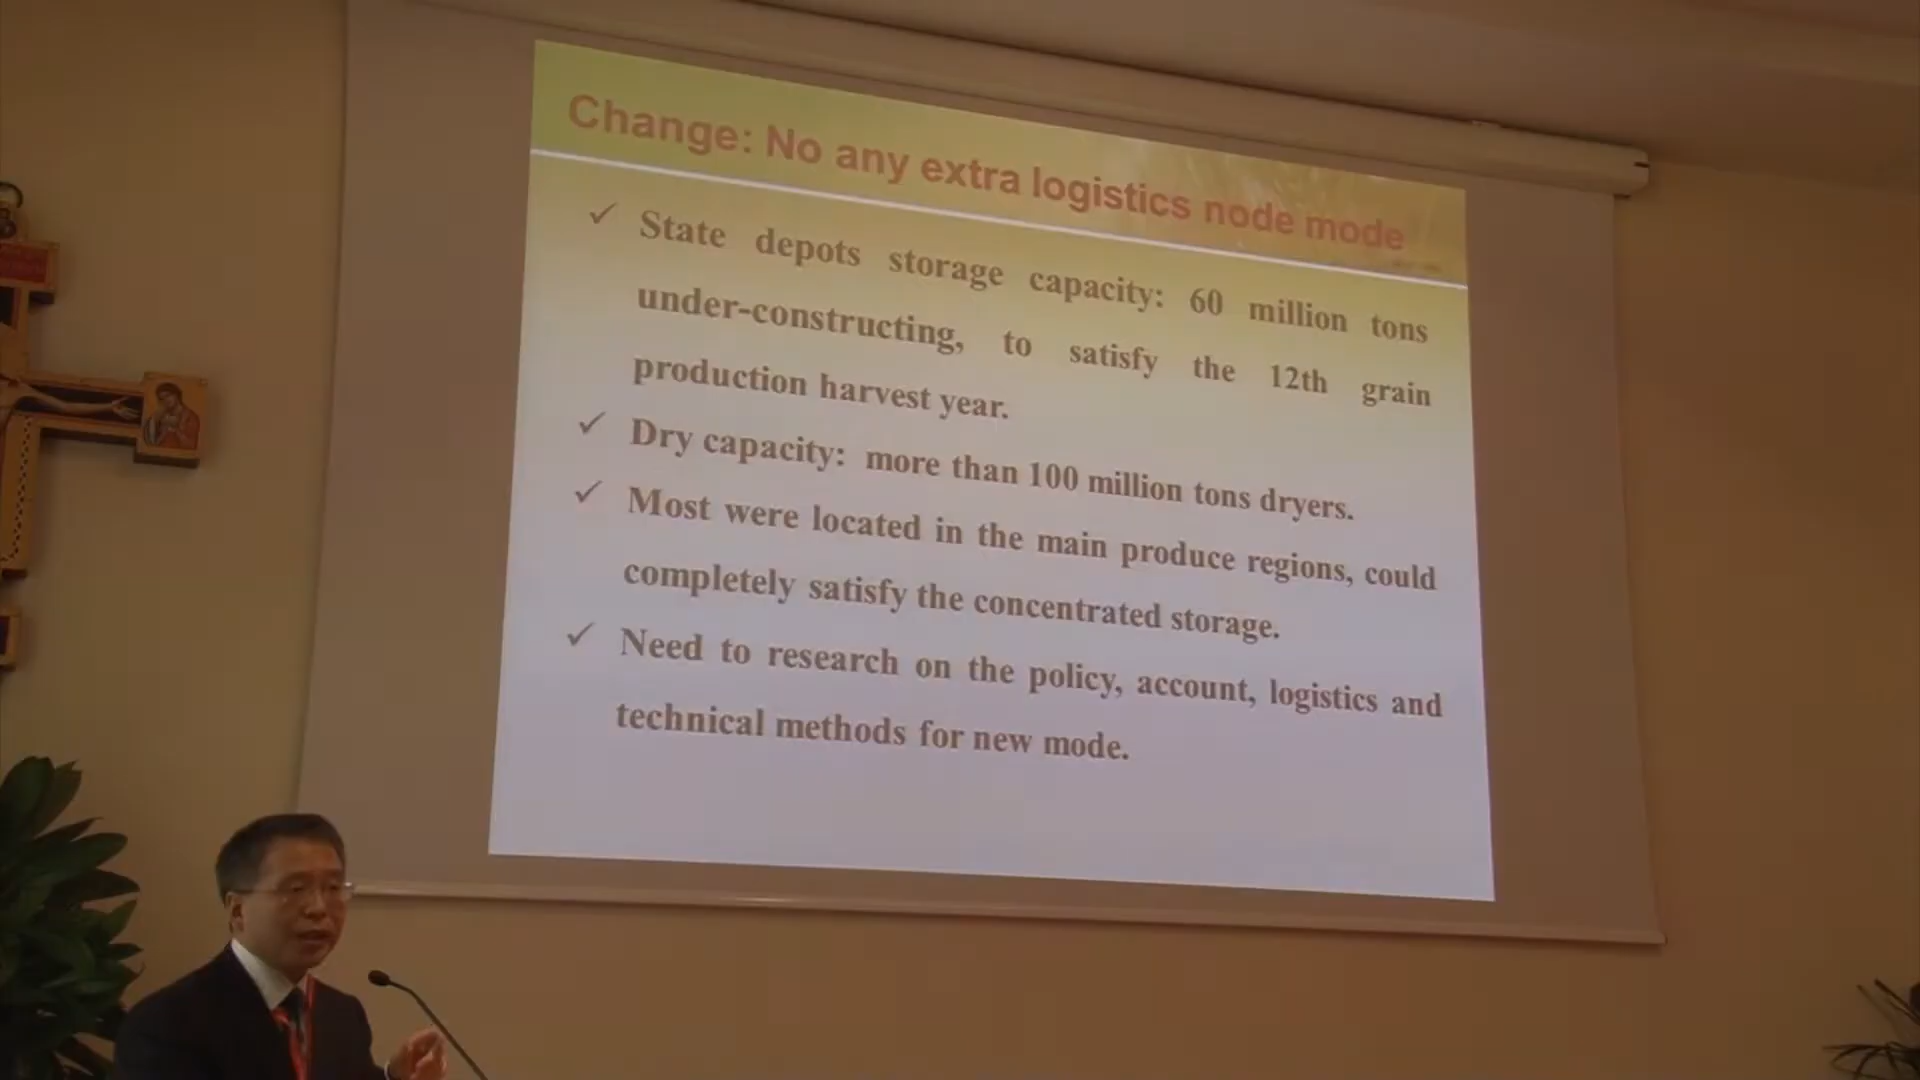 Change: No any extra logistics node mode
✓ State depots storage capacity: 60 million tons
under-constructing, to satisfy the 12th grain
production harvest year.
✓ Dry capacity: more than 100 million tons dryers.
✓ Most were located in the main produce regions, could
completely satisfy the concentrated storage.
✓ Need to research on the policy, account, logistics and
technical methods for new mode.